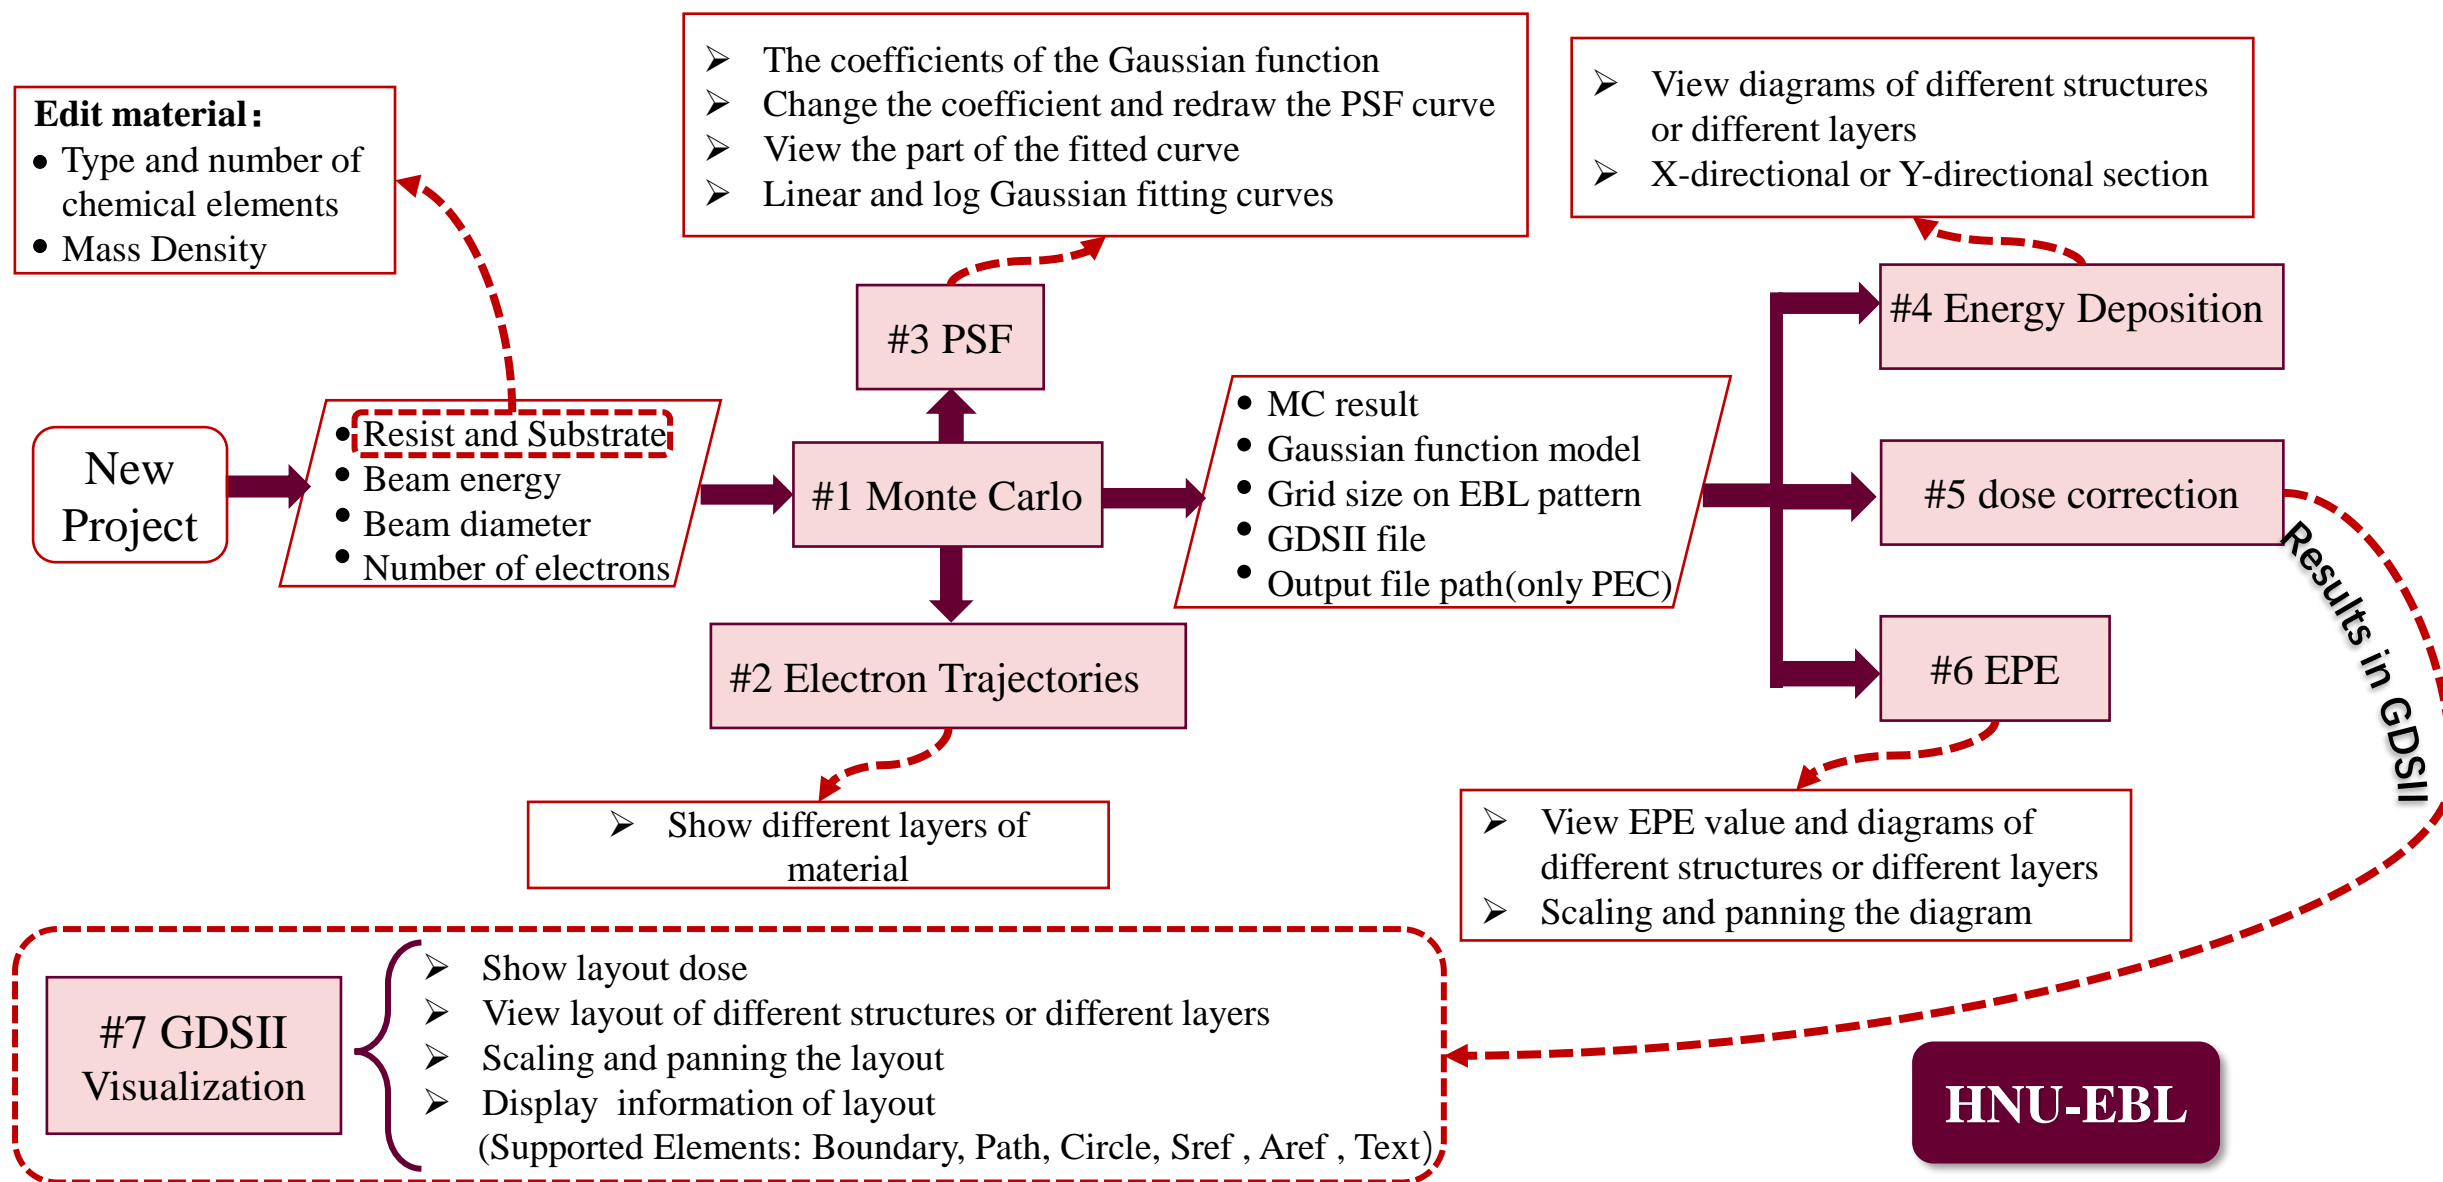 Edit material：
Type and number of
chemical elements
Mass Density
The coefficients of the Gaussian function
Change the coefficient and redraw the PSF curve
View the part of the fitted curve
Linear and log Gaussian fitting curves
View diagrams of different structures
or different layers
X-directional or Y-directional section
#3 PSF
#4 Energy Deposition
New
Project
Resist and Substrate
Beam energy
Beam diameter
Number of electrons
#1 Monte Carlo
MC result
Gaussian function model
Grid size on EBL pattern
GDSII file
Output file path(only PEC)
#5 dose correction
Results in GDSII
#2 Electron Trajectories
#6 EPE
Show different layers of
material
View EPE value and diagrams of
different structures or different layers
Scaling and panning the diagram
#7 GDSII
Visualization
Show layout dose
View layout of different structures or different layers
Scaling and panning the layout
Display  information of layout
(Supported Elements: Boundary, Path, Circle, Sref , Aref , Text)
HNU-EBL